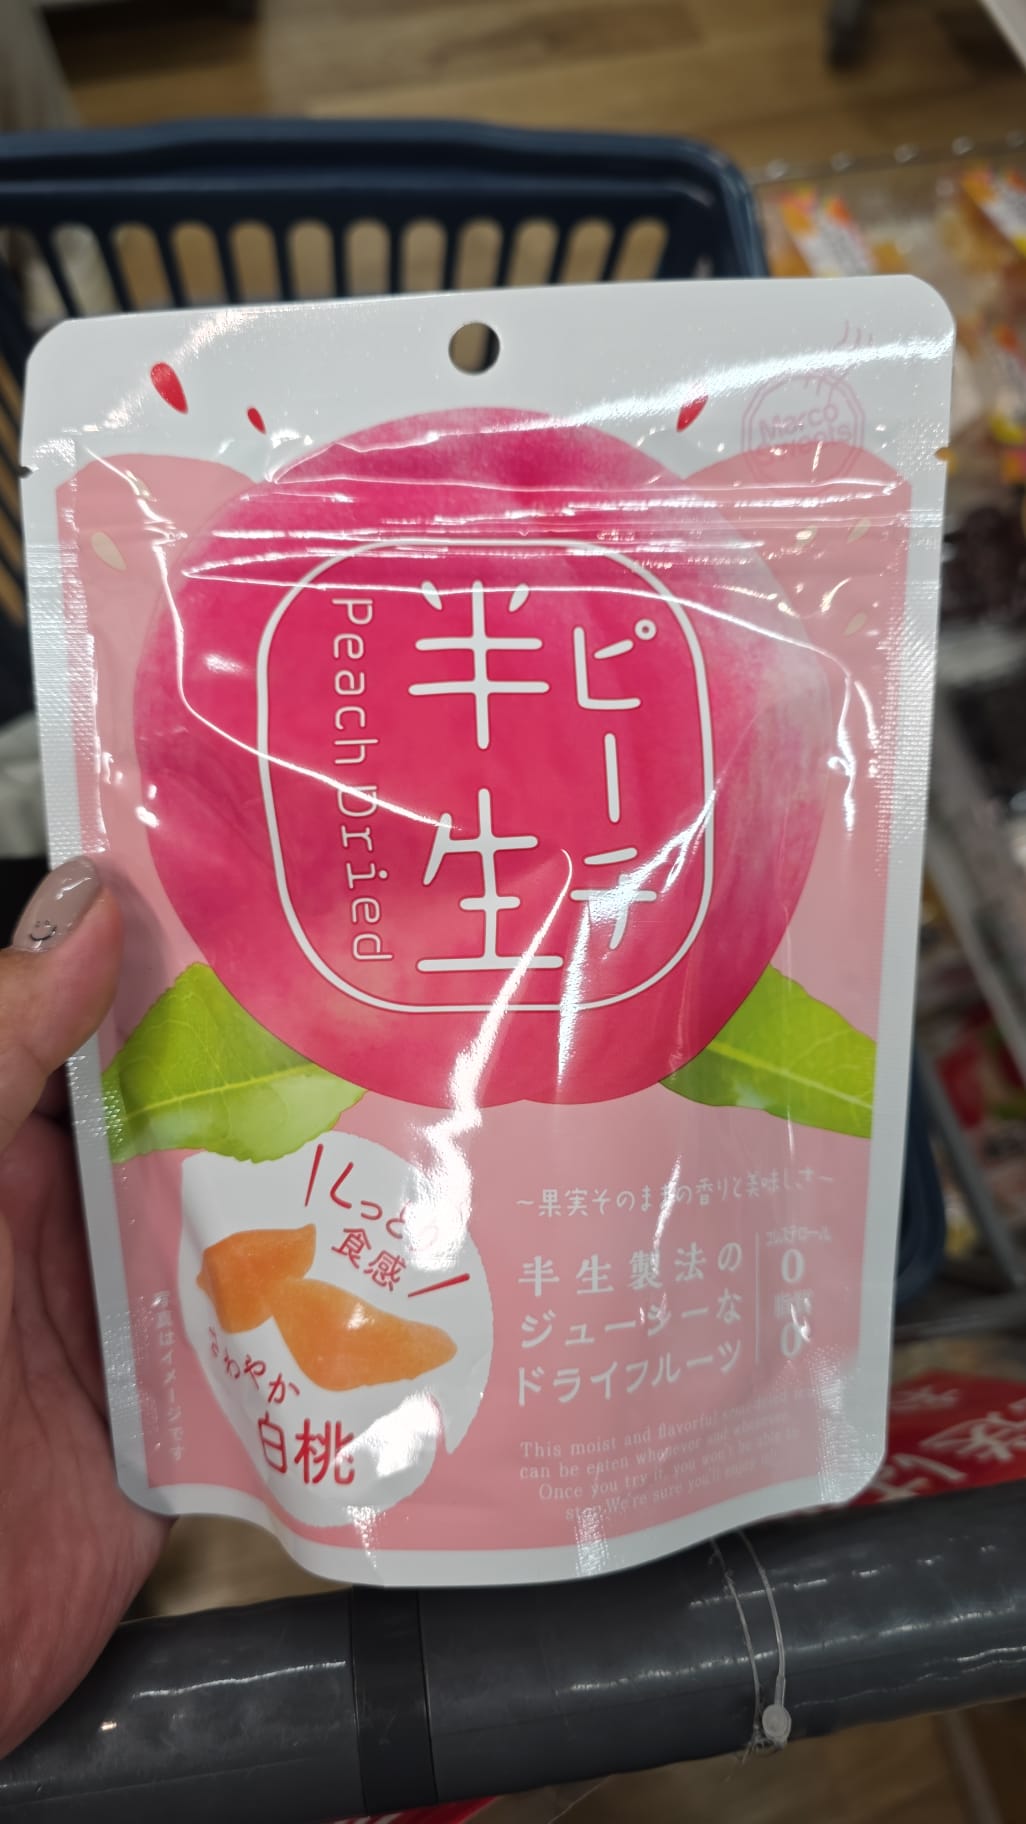 Marco
ピーチ
半生
Peach Dried
しっとり
食感
さわやか
白桃
〜果実そのままの香りと美味しさ〜
半生製法の
ジューシーな
ドライフルーツ
コレステロール
0
脂質
0
This moist and flavorful
can be eaten whenever and
Once you try it, you won't be able to
stop. We're sure you'll enjoy
写真はイメージです